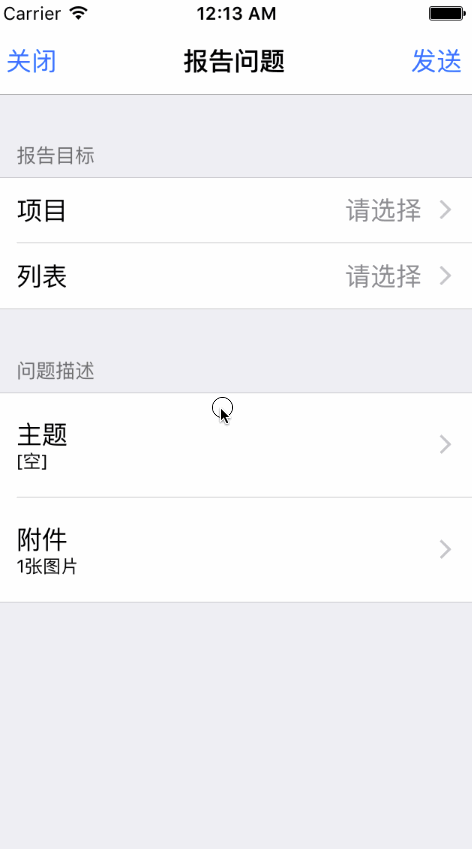 Carrier 12:13 AM
关闭 报告问题 发送
报告目标
项目 请选择
列表 请选择
问题描述
主题
[空]
附件
1张图片